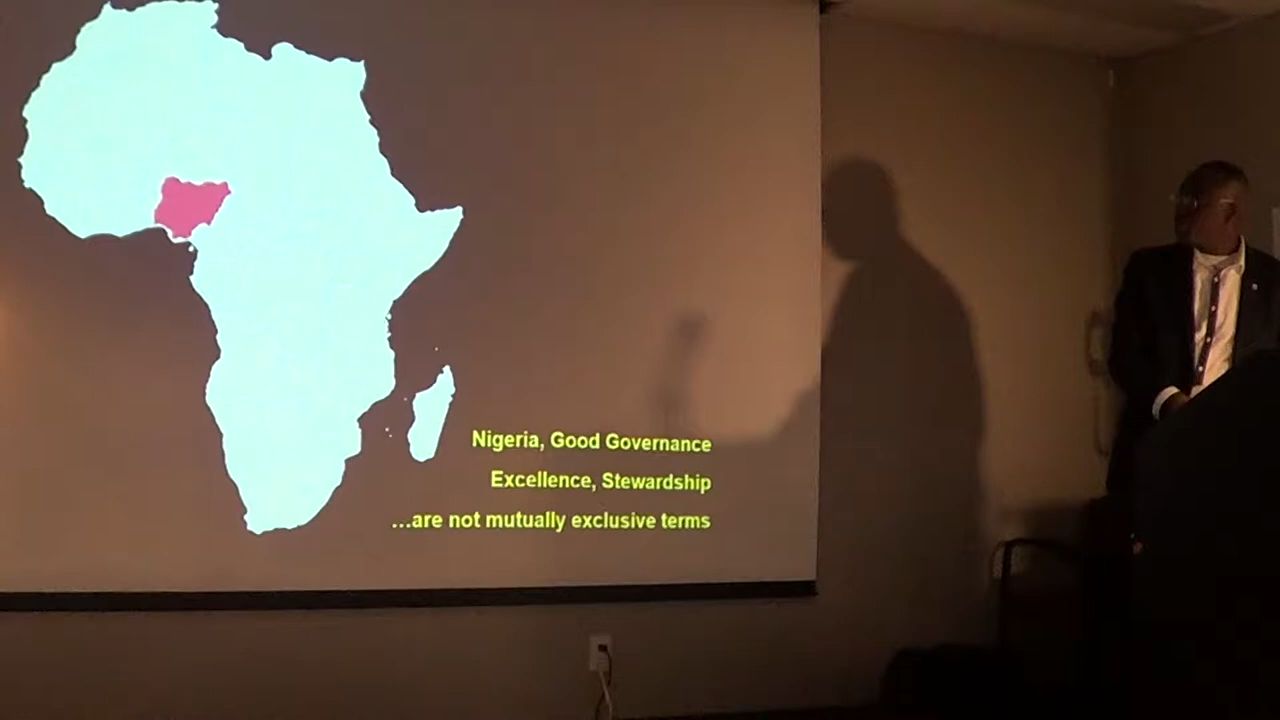 Nigeria, Good Governance
Excellence, Stewardship
...are not mutually exclusive terms